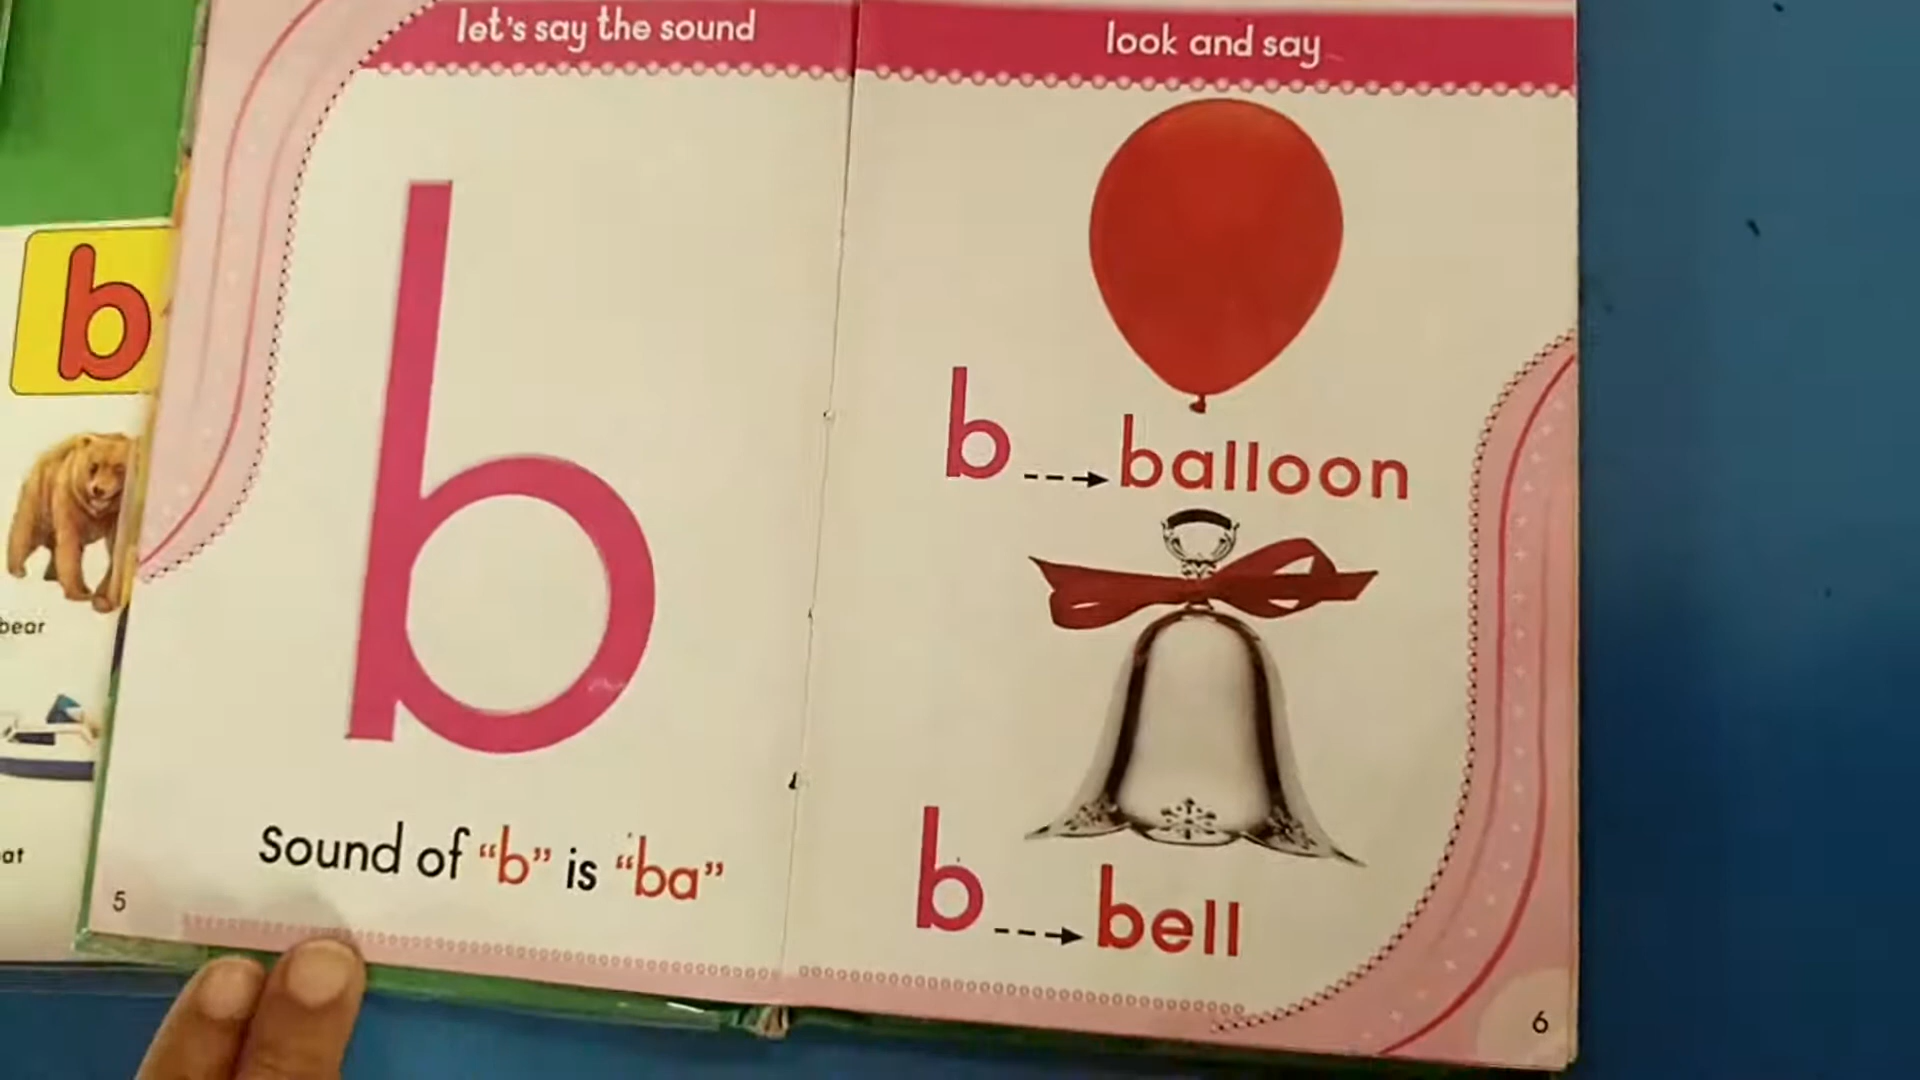 let's say the sound
b
Sound of “b” is “ba”
5
look and say
b ---→ balloon
b ---→ bell
6
b
bear